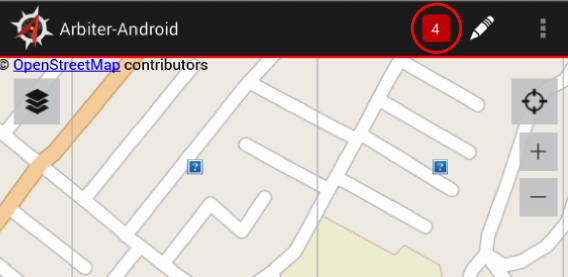 Arbiter-Android
4
© OpenStreetMap contributors
?
?
+
−